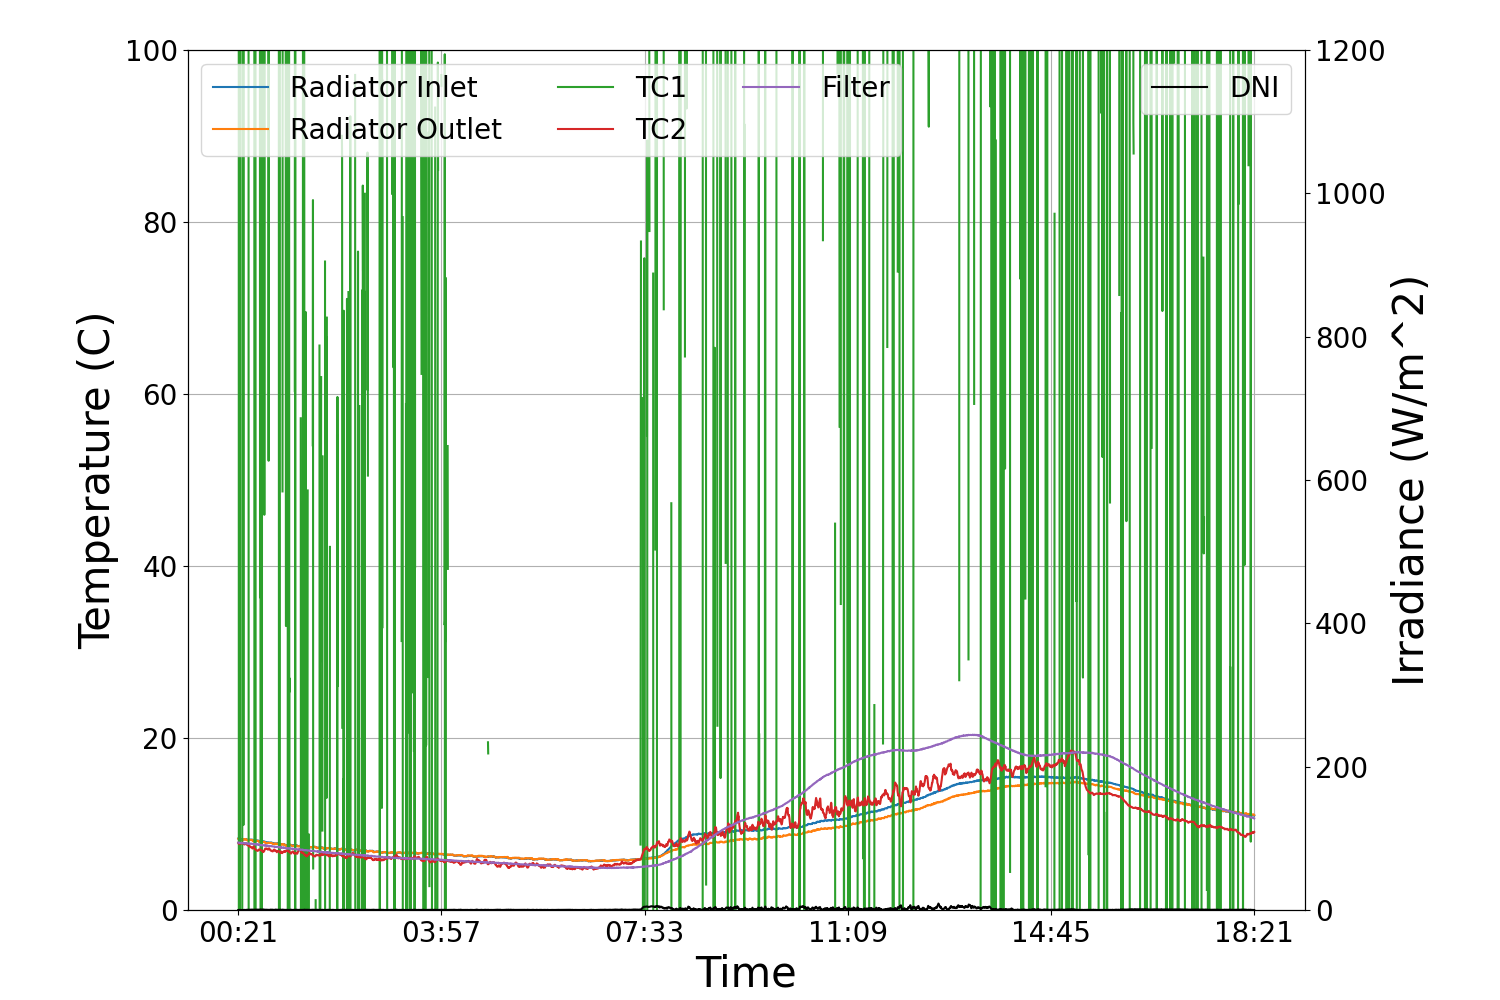 100
80
60
40
20
0
Temperature (C)
Radiator Inlet
Radiator Outlet
TC1
TC2
Filter
DNI
1200
1000
800
600
400
200
0
Irradiance (W/m^2)
00:21
03:57
07:33
11:09
14:45
18:21
Time